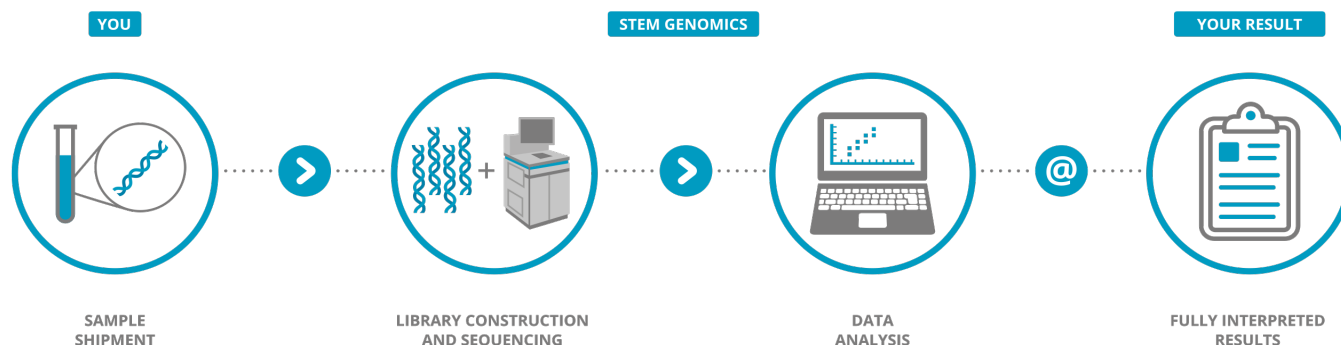 YOU
STEM GENOMICS
YOUR RESULT
+
@
SAMPLE
SHIPMENT
LIBRARY CONSTRUCTION
AND SEQUENCING
DATA
ANALYSIS
FULLY INTERPRETED
RESULTS